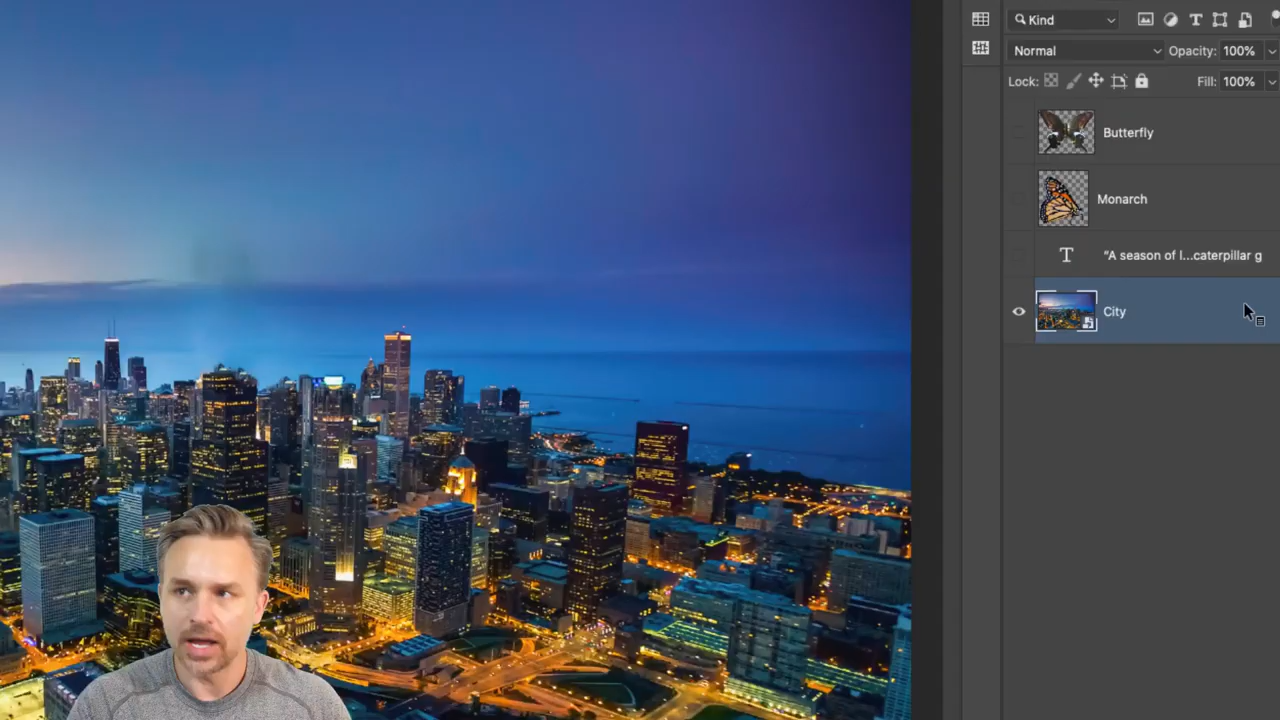 Kind
Normal
Opacity: 100%
Lock:
Fill: 100%
Butterfly
Monarch
T
"A season of l...caterpillar g
City